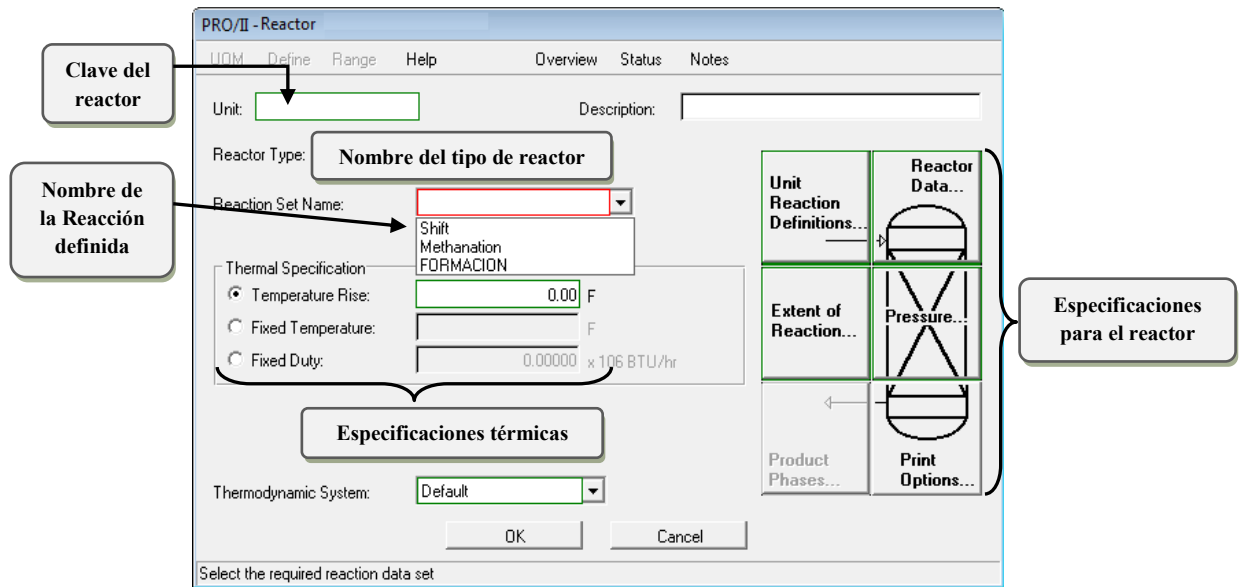 PRO/II - Reactor
UOM Define Range Help Overview Status Notes
Clave del
reactor
Unit:
Description:
Reactor Type:
Nombre del tipo de reactor
Nombre de
la Reacción
definida
Reaction Set Name:
Shift
Methanation
FORMACION
Thermal Specification
Temperature Rise: 0.00 F
Fixed Temperature: F
Fixed Duty: 0.00000 x 106 BTU/hr
Especificaciones térmicas
Thermodynamic System: Default
OK Cancel
Select the required reaction data set
Unit
Reaction
Definitions...
Reactor
Data...
Extent of
Reaction...
Pressure...
Product
Phases...
Print
Options...
Especificaciones
para el reactor